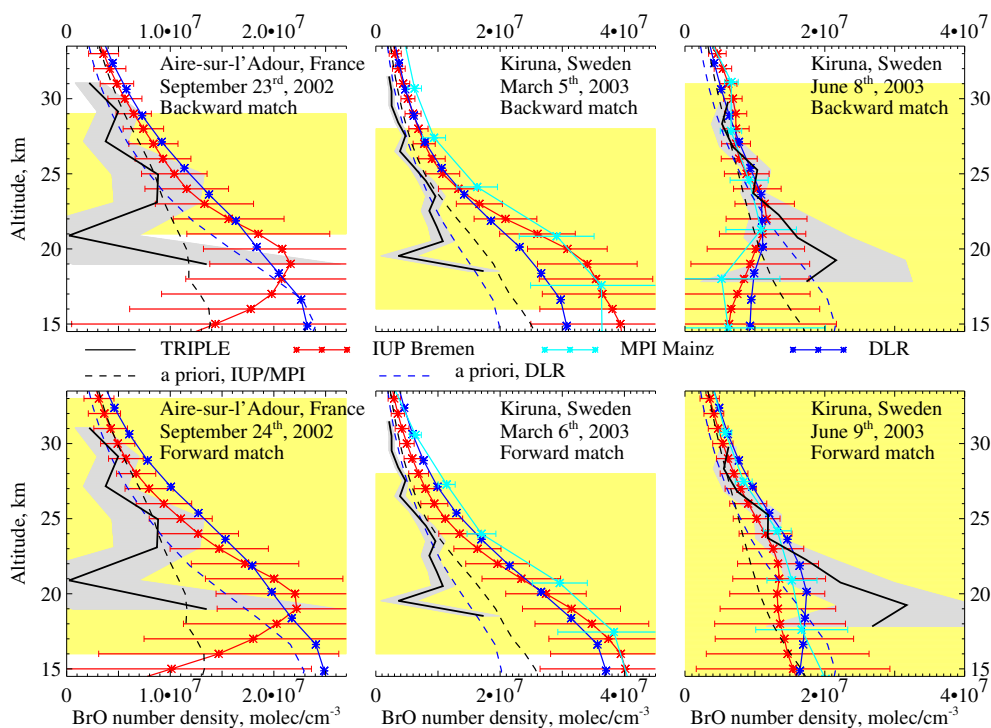 0 1.0•10⁷ 2.0•10⁷ 0 2•10⁷ 4•10⁷ 0 2•10⁷ 4•10⁷
Altitude, km
30
25
20
15
Aire-sur-l'Adour, France
September 23rd, 2002
Backward match
Kiruna, Sweden
March 5th, 2003
Backward match
Kiruna, Sweden
June 8th, 2003
Backward match
30
25
20
15
TRIPLE IUP Bremen MPI Mainz DLR
a priori, IUP/MPI a priori, DLR
Altitude, km
30
25
20
15
Aire-sur-l'Adour, France
September 24th, 2002
Forward match
Kiruna, Sweden
March 6th, 2003
Forward match
Kiruna, Sweden
June 9th, 2003
Forward match
30
25
20
15
0 1.0•10⁷ 2.0•10⁷ 0 2•10⁷ 4•10⁷ 0 2•10⁷ 4•10⁷
BrO number density, molec/cm⁻³ BrO number density, molec/cm⁻³ BrO number density, molec/cm⁻³